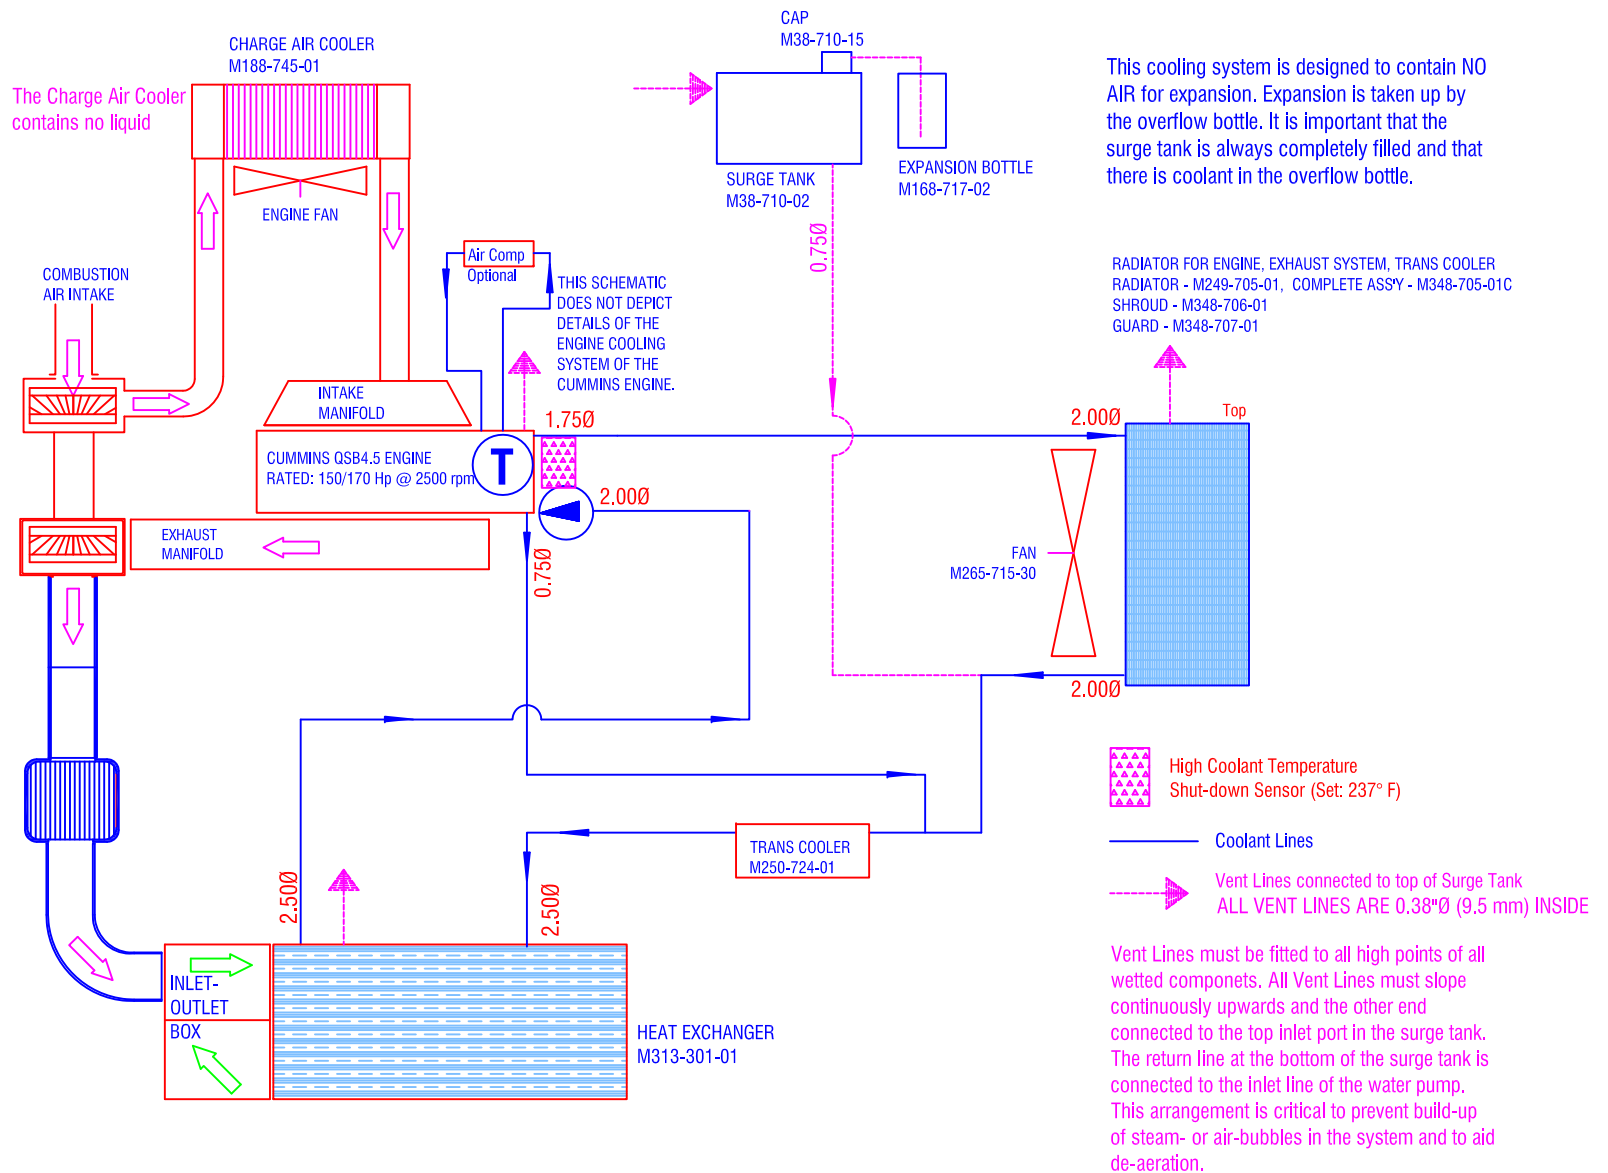 CAP
M38-710-15
CHARGE AIR COOLER
M188-745-01
The Charge Air Cooler
contains no liquid
This cooling system is designed to contain NO
AIR for expansion. Expansion is taken up by
the overflow bottle. It is important that the
surge tank is always completely filled and that
there is coolant in the overflow bottle.
SURGE TANK
M38-710-02
EXPANSION BOTTLE
M168-717-02
ENGINE FAN
0.75Ø
COMBUSTION
AIR INTAKE
Air Comp
Optional
THIS SCHEMATIC
DOES NOT DEPICT
DETAILS OF THE
ENGINE COOLING
SYSTEM OF THE
CUMMINS ENGINE.
RADIATOR FOR ENGINE, EXHAUST SYSTEM, TRANS COOLER
RADIATOR - M249-705-01, COMPLETE ASS'Y - M348-705-01C
SHROUD - M348-706-01
GUARD - M348-707-01
INTAKE
MANIFOLD
1.75Ø
2.00Ø
Top
CUMMINS QSB4.5 ENGINE
RATED: 150/170 Hp @ 2500 rpm
T
2.00Ø
EXHAUST
MANIFOLD
0.75Ø
FAN
M265-715-30
2.00Ø
High Coolant Temperature
Shut-down Sensor (Set: 237° F)
Coolant Lines
TRANS COOLER
M250-724-01
2.50Ø
2.50Ø
Vent Lines connected to top of Surge Tank
ALL VENT LINES ARE 0.38"Ø (9.5 mm) INSIDE
INLET-
OUTLET
BOX
HEAT EXCHANGER
M313-301-01
Vent Lines must be fitted to all high points of all
wetted componets. All Vent Lines must slope
continuously upwards and the other end
connected to the top inlet port in the surge tank.
The return line at the bottom of the surge tank is
connected to the inlet line of the water pump.
This arrangement is critical to prevent build-up
of steam- or air-bubbles in the system and to aid
de-aeration.